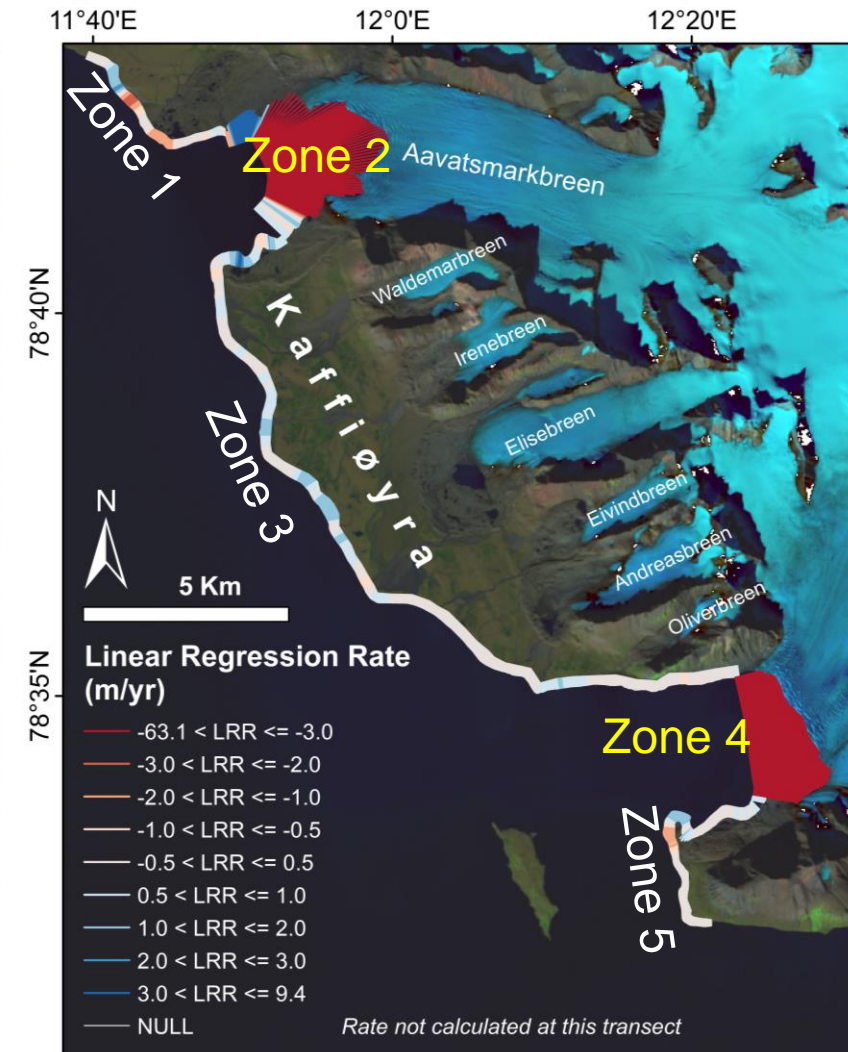 11°40'E
12°0'E
12°20'E
Zone 1
Zone 2
Aavatsmarkbreen
Waldemarbreen
78°40'N
Kaffiøyra
Irenebreen
Zone 3
Elisebreen
Eivindbreen
N
Andreasbreen
5 Km
Oliverbreen
78°35'N
Zone 4
Zone 5
Linear Regression Rate
(m/yr)
-63.1 < LRR <= -3.0
-3.0 < LRR <= -2.0
-2.0 < LRR <= -1.0
-1.0 < LRR <= -0.5
-0.5 < LRR <= 0.5
0.5 < LRR <= 1.0
1.0 < LRR <= 2.0
2.0 < LRR <= 3.0
3.0 < LRR <= 9.4
NULL
Rate not calculated at this transect